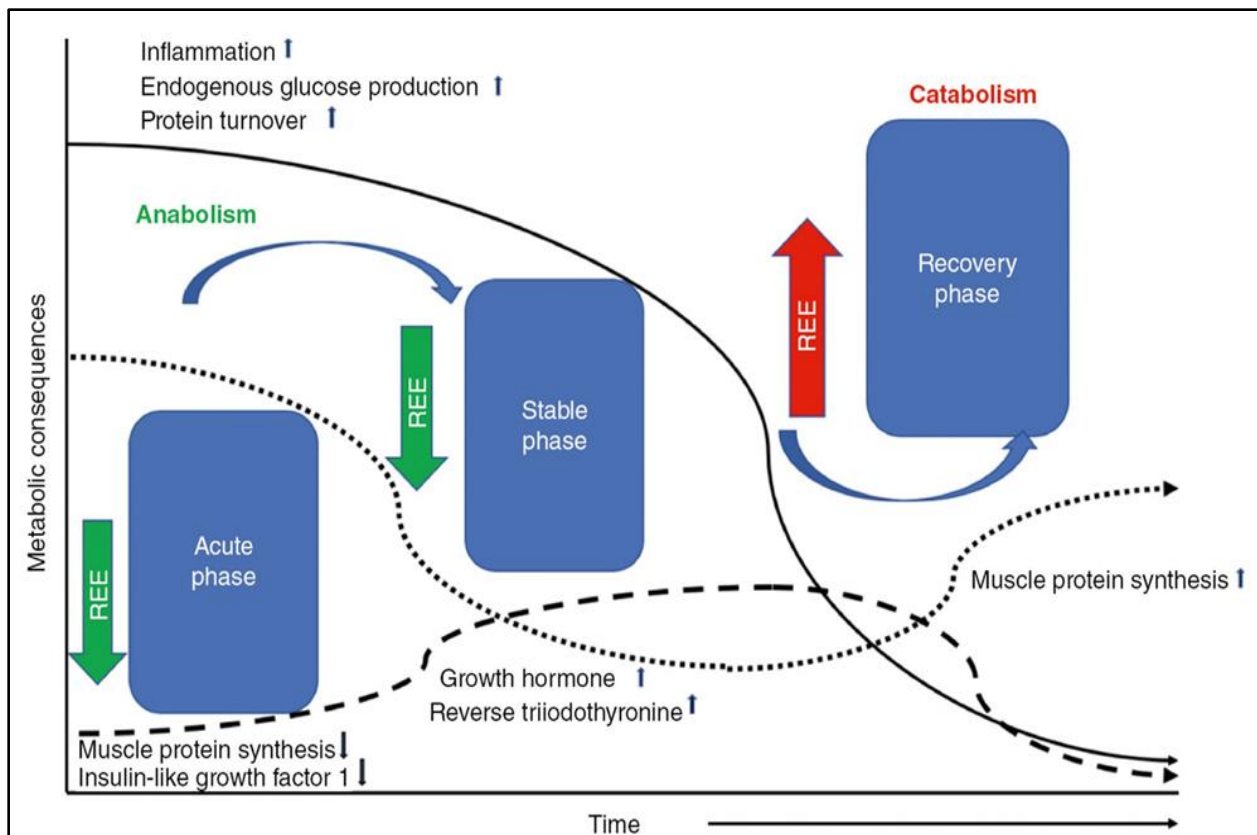 Inflammation ⬆
Endogenous glucose production ⬆
Protein turnover ⬆
Catabolism
Anabolism
Recovery
phase
REE
Stable
phase
REE
Acute
phase
REE
Metabolic consequences
Muscle protein synthesis ⬆
Growth hormone ⬆
Reverse triiodothyronine ⬆
Muscle protein synthesis ⬇
Insulin-like growth factor 1 ⬇
Time